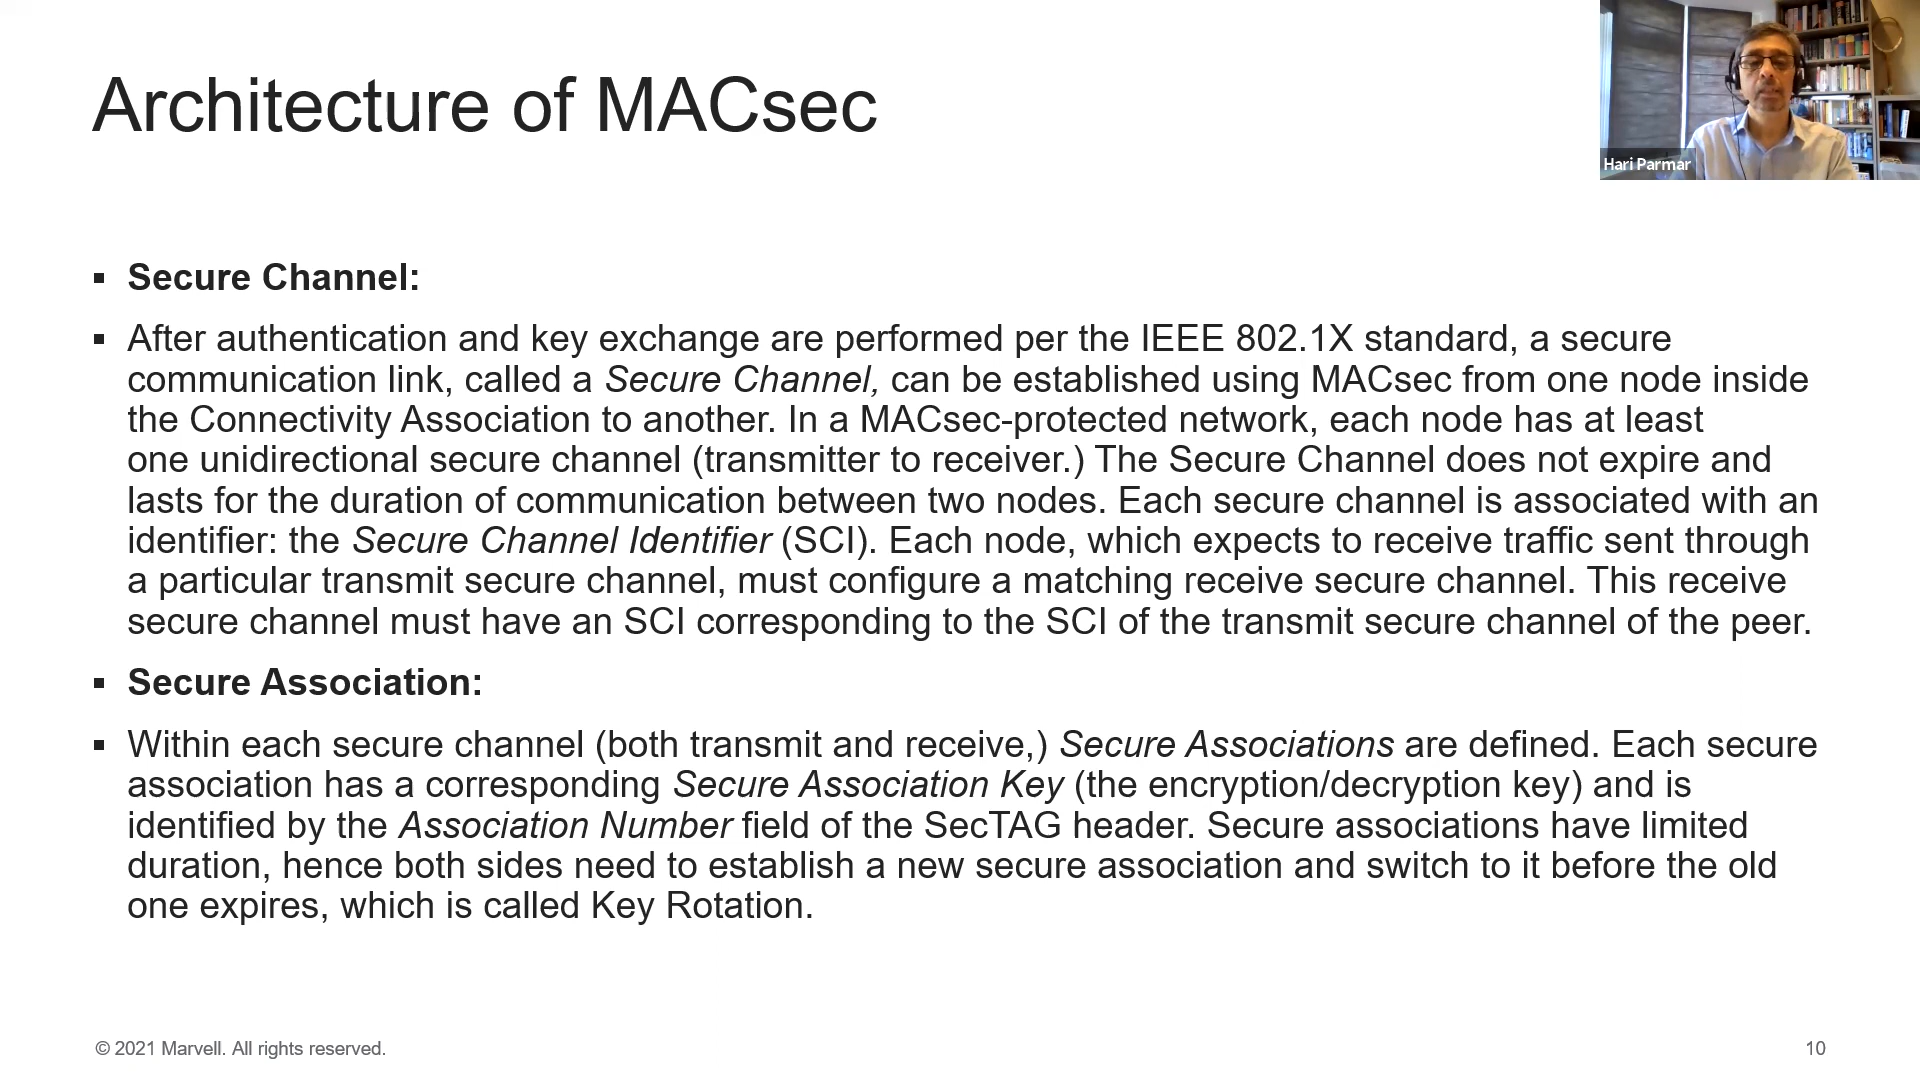 Architecture of MACsec
Hari Parmar
▪ Secure Channel:
▪ After authentication and key exchange are performed per the IEEE 802.1X standard, a secure
communication link, called a Secure Channel, can be established using MACsec from one node inside
the Connectivity Association to another. In a MACsec-protected network, each node has at least
one unidirectional secure channel (transmitter to receiver.) The Secure Channel does not expire and
lasts for the duration of communication between two nodes. Each secure channel is associated with an
identifier: the Secure Channel Identifier (SCI). Each node, which expects to receive traffic sent through
a particular transmit secure channel, must configure a matching receive secure channel. This receive
secure channel must have an SCI corresponding to the SCI of the transmit secure channel of the peer.
▪ Secure Association:
▪ Within each secure channel (both transmit and receive,) Secure Associations are defined. Each secure
association has a corresponding Secure Association Key (the encryption/decryption key) and is
identified by the Association Number field of the SecTAG header. Secure associations have limited
duration, hence both sides need to establish a new secure association and switch to it before the old
one expires, which is called Key Rotation.
© 2021 Marvell. All rights reserved.
10